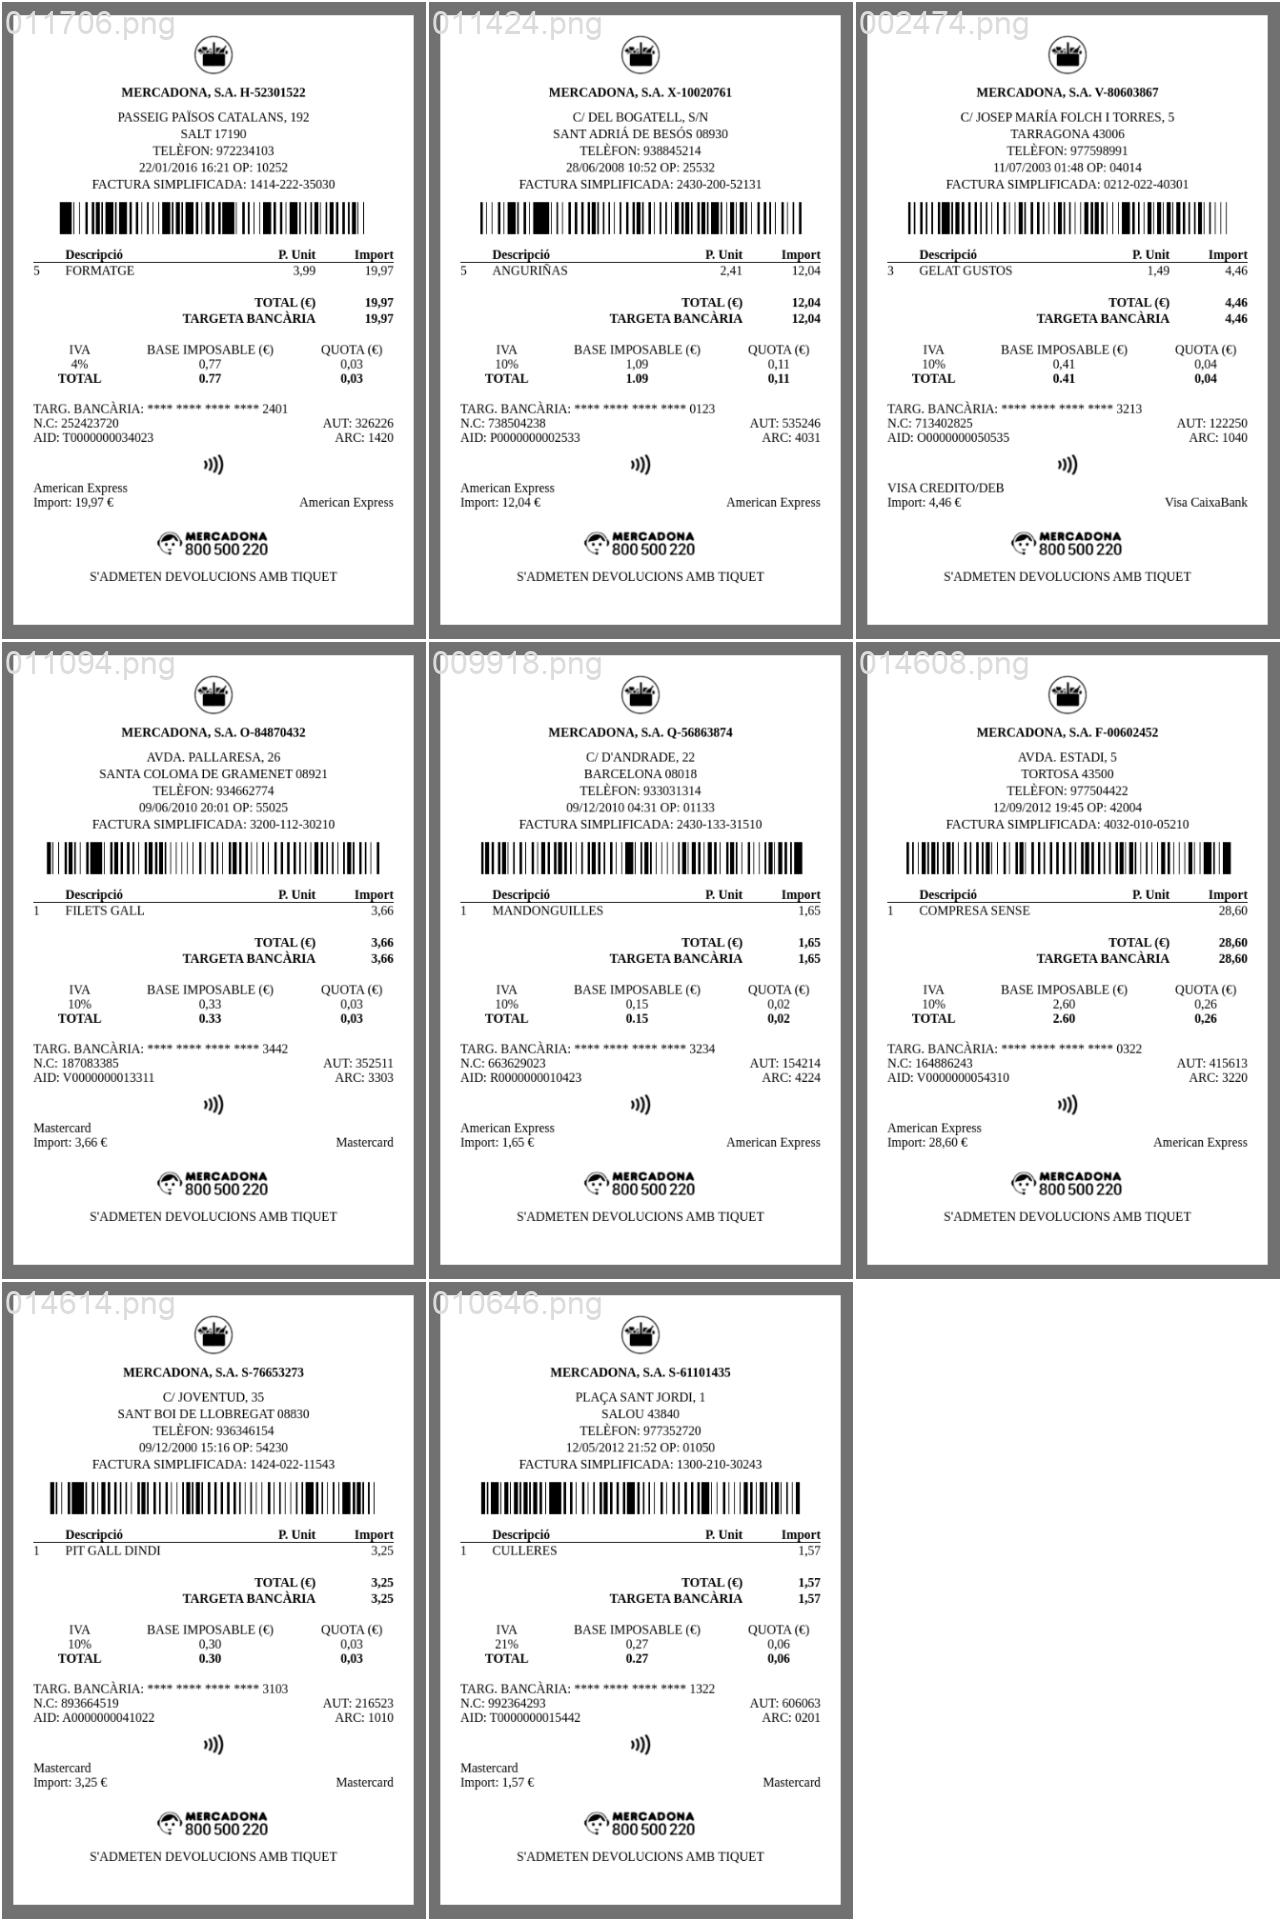 011706.png
MERCADONA, S.A. H-52301522
PASSEIG PAÏSOS CATALANS, 192
SALT 17190
TELÈFON: 972234103
22/01/2016 16:21 OP: 10252
FACTURA SIMPLIFICADA: 1414-222-35030
Descripció P. Unit Import
5 FORMATGE 3,99 19,97
TOTAL (€) 19,97
TARGETA BANCÀRIA 19,97
IVA BASE IMPOSABLE (€) QUOTA (€)
4% 0,77 0,03
TOTAL 0.77 0,03
TARG. BANCÀRIA: **** **** **** **** 2401
N.C: 252423720 AUT: 326226
AID: T0000000034023 ARC: 1420
American Express
Import: 19,97 € American Express
MERCADONA
800 500 220
S'ADMETEN DEVOLUCIONS AMB TIQUET
011424.png
MERCADONA, S.A. X-10020761
C/ DEL BOGATELL, S/N
SANT ADRIÁ DE BESÓS 08930
TELÈFON: 938845214
28/06/2008 10:52 OP: 25532
FACTURA SIMPLIFICADA: 2430-200-52131
Descripció P. Unit Import
5 ANGURIÑAS 2,41 12,04
TOTAL (€) 12,04
TARGETA BANCÀRIA 12,04
IVA BASE IMPOSABLE (€) QUOTA (€)
10% 1,09 0,11
TOTAL 1.09 0,11
TARG. BANCÀRIA: **** **** **** **** 0123
N.C: 738504238 AUT: 535246
AID: P0000000002533 ARC: 4031
American Express
Import: 12,04 € American Express
MERCADONA
800 500 220
S'ADMETEN DEVOLUCIONS AMB TIQUET
002474.png
MERCADONA, S.A. V-80603867
C/ JOSEP MARÍA FOLCH I TORRES, 5
TARRAGONA 43006
TELÈFON: 977598991
11/07/2003 01:48 OP: 04014
FACTURA SIMPLIFICADA: 0212-022-40301
Descripció P. Unit Import
3 GELAT GUSTOS 1,49 4,46
TOTAL (€) 4,46
TARGETA BANCÀRIA 4,46
IVA BASE IMPOSABLE (€) QUOTA (€)
10% 0,41 0,04
TOTAL 0.41 0,04
TARG. BANCÀRIA: **** **** **** **** 3213
N.C: 713402825 AUT: 122250
AID: O0000000050535 ARC: 1040
VISA CREDITO/DEB
Import: 4,46 € Visa CaixaBank
MERCADONA
800 500 220
S'ADMETEN DEVOLUCIONS AMB TIQUET
011094.png
MERCADONA, S.A. O-84870432
AVDA. PALLARESA, 26
SANTA COLOMA DE GRAMENET 08921
TELÈFON: 934662774
09/06/2010 20:01 OP: 55025
FACTURA SIMPLIFICADA: 3200-112-30210
Descripció P. Unit Import
1 FILETS GALL 3,66
TOTAL (€) 3,66
TARGETA BANCÀRIA 3,66
IVA BASE IMPOSABLE (€) QUOTA (€)
10% 0,33 0,03
TOTAL 0.33 0,03
TARG. BANCÀRIA: **** **** **** **** 3442
N.C: 187083385 AUT: 352511
AID: V0000000013311 ARC: 3303
Mastercard
Import: 3,66 € Mastercard
MERCADONA
800 500 220
S'ADMETEN DEVOLUCIONS AMB TIQUET
009918.png
MERCADONA, S.A. Q-56863874
C/ D'ANDRADE, 22
BARCELONA 08018
TELÈFON: 933031314
09/12/2010 04:31 OP: 01133
FACTURA SIMPLIFICADA: 2430-133-31510
Descripció P. Unit Import
1 MANDONGUILLES 1,65
TOTAL (€) 1,65
TARGETA BANCÀRIA 1,65
IVA BASE IMPOSABLE (€) QUOTA (€)
10% 0,15 0,02
TOTAL 0.15 0,02
TARG. BANCÀRIA: **** **** **** **** 3234
N.C: 663629023 AUT: 154214
AID: R0000000010423 ARC: 4224
American Express
Import: 1,65 € American Express
MERCADONA
800 500 220
S'ADMETEN DEVOLUCIONS AMB TIQUET
014608.png
MERCADONA, S.A. F-00602452
AVDA. ESTADI, 5
TORTOSA 43500
TELÈFON: 977504422
12/09/2012 19:45 OP: 42004
FACTURA SIMPLIFICADA: 4032-010-05210
Descripció P. Unit Import
1 COMPRESA SENSE 28,60
TOTAL (€) 28,60
TARGETA BANCÀRIA 28,60
IVA BASE IMPOSABLE (€) QUOTA (€)
10% 2,60 0,26
TOTAL 2.60 0,26
TARG. BANCÀRIA: **** **** **** **** 0322
N.C: 164886243 AUT: 415613
AID: V0000000054310 ARC: 3220
American Express
Import: 28,60 € American Express
MERCADONA
800 500 220
S'ADMETEN DEVOLUCIONS AMB TIQUET
014614.png
MERCADONA, S.A. S-76653273
C/ JOVENTUD, 35
SANT BOI DE LLOBREGAT 08830
TELÈFON: 936346154
09/12/2000 15:16 OP: 54230
FACTURA SIMPLIFICADA: 1424-022-11543
Descripció P. Unit Import
1 PIT GALL DINDI 3,25
TOTAL (€) 3,25
TARGETA BANCÀRIA 3,25
IVA BASE IMPOSABLE (€) QUOTA (€)
10% 0,30 0,03
TOTAL 0.30 0,03
TARG. BANCÀRIA: **** **** **** **** 3103
N.C: 893664519 AUT: 216523
AID: A0000000041022 ARC: 1010
Mastercard
Import: 3,25 € Mastercard
MERCADONA
800 500 220
S'ADMETEN DEVOLUCIONS AMB TIQUET
010646.png
MERCADONA, S.A. S-61101435
PLAÇA SANT JORDI, 1
SALOU 43840
TELÈFON: 977352720
12/05/2012 21:52 OP: 01050
FACTURA SIMPLIFICADA: 1300-210-30243
Descripció P. Unit Import
1 CULLERES 1,57
TOTAL (€) 1,57
TARGETA BANCÀRIA 1,57
IVA BASE IMPOSABLE (€) QUOTA (€)
21% 0,27 0,06
TOTAL 0.27 0,06
TARG. BANCÀRIA: **** **** **** **** 1322
N.C: 992364293 AUT: 606063
AID: T0000000015442 ARC: 0201
Mastercard
Import: 1,57 € Mastercard
MERCADONA
800 500 220
S'ADMETEN DEVOLUCIONS AMB TIQUET